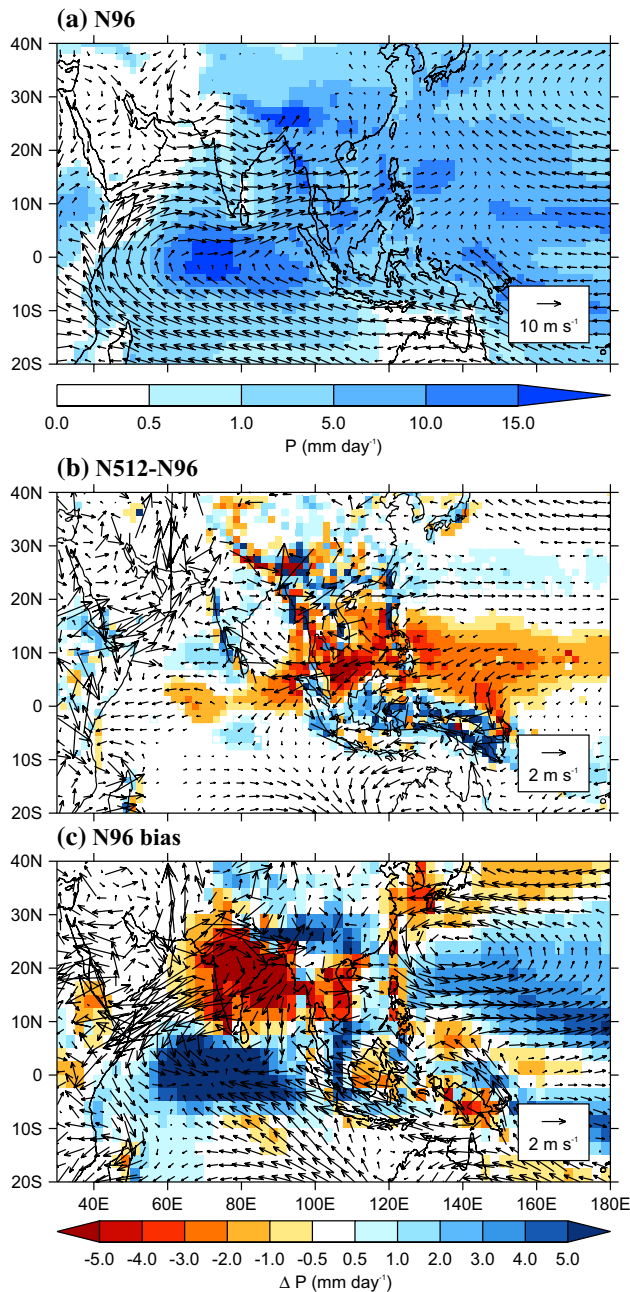 (a) N96
40N
30N
20N
10N
0
10S
20S
10 m s⁻¹
0.0 0.5 1.0 5.0 10.0 15.0
P (mm day⁻¹)
(b) N512-N96
40N
30N
20N
10N
0
10S
20S
2 m s⁻¹
(c) N96 bias
40N
30N
20N
10N
0
10S
20S
2 m s⁻¹
40E 60E 80E 100E 120E 140E 160E 180E
-5.0 -4.0 -3.0 -2.0 -1.0 -0.5 0.5 1.0 2.0 3.0 4.0 5.0
Δ P (mm day⁻¹)